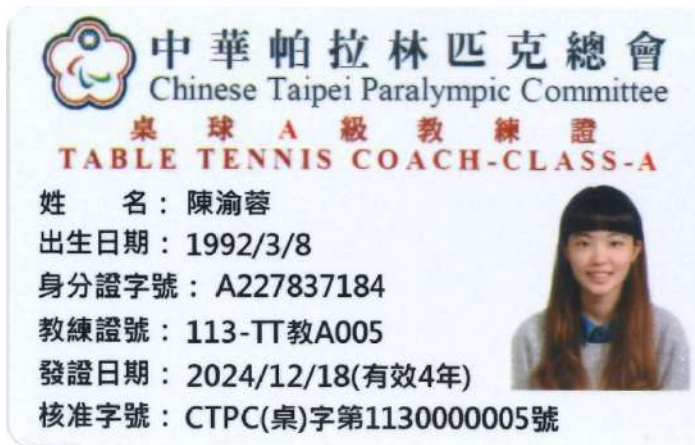 中華帕拉林匹克總會
Chinese Taipei Paralympic Committee
桌球A級教練證
TABLE TENNIS COACH-CLASS-A
姓　　名：陳渝蓉
出生日期：1992/3/8
身分證字號：A227837184
教練證號：113-TT教A005
發證日期：2024/12/18(有效4年)
核准字號：CTPC(桌)字第1130000005號